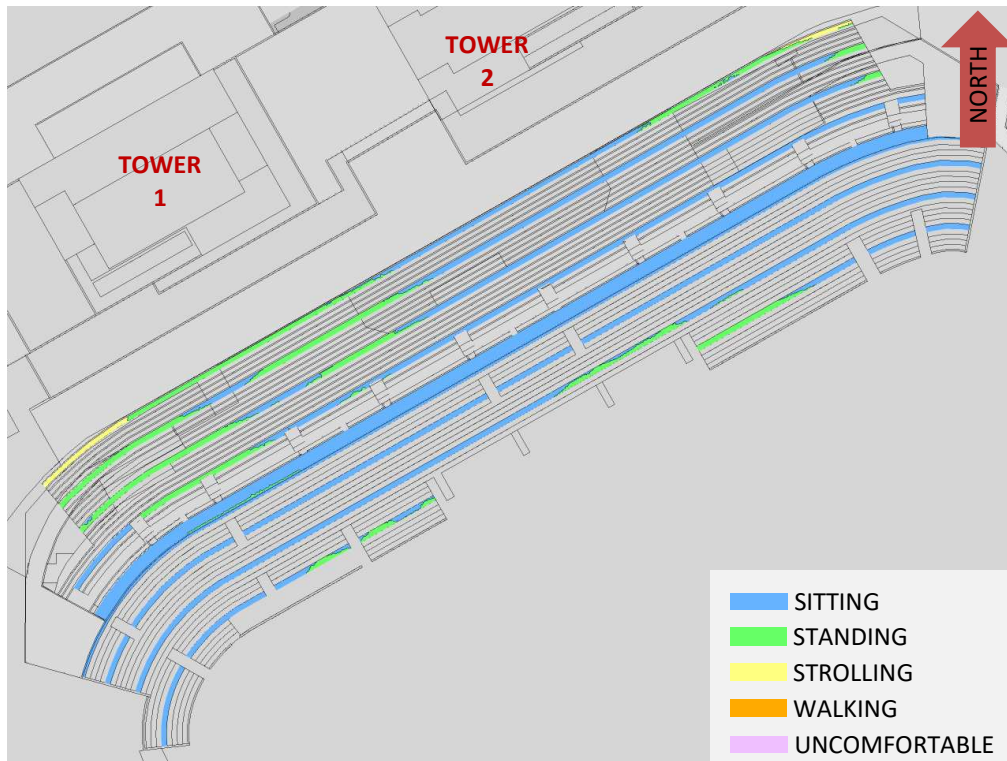 TOWER
1
TOWER
2
NORTH
SITTING
STANDING
STROLLING
WALKING
UNCOMFORTABLE